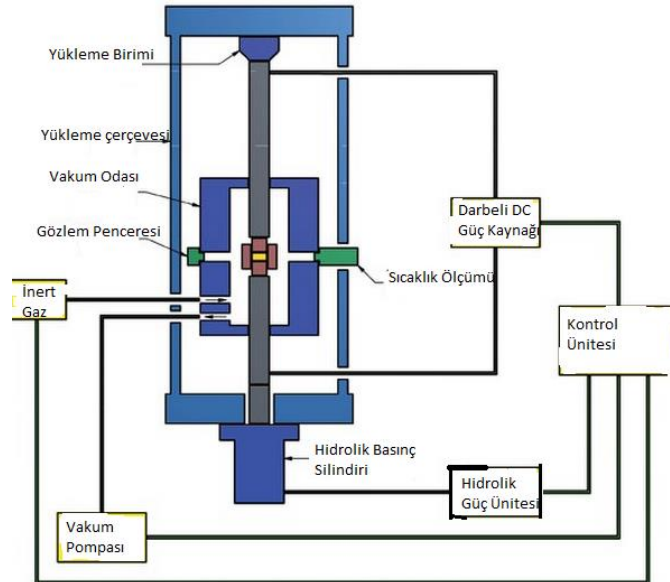 Yükleme Birimi
Yükleme çerçevesi
Vakum Odası
Gözlem Penceresi
Darbeli DC
Güç Kaynağı
Sıcaklık Ölçümü
İnert
Gaz
Kontrol
Ünitesi
Hidrolik Basınç
Silindiri
Hidrolik
Güç Ünitesi
Vakum
Pompası